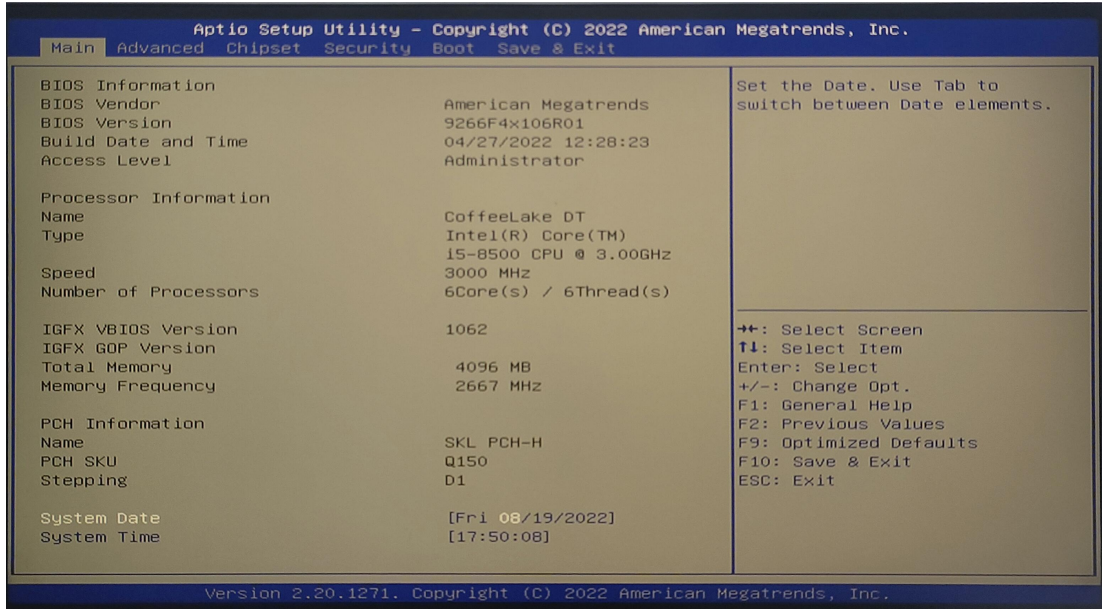 Aptio Setup Utility – Copyright (C) 2022 American Megatrends, Inc.
Main Advanced Chipset Security Boot Save & Exit
BIOS Information
BIOS Vendor American Megatrends
BIOS Version 9266F4x106R01
Build Date and Time 04/27/2022 12:28:23
Access Level Administrator
Processor Information
Name CoffeeLake DT
Type Intel(R) Core(TM)
i5-8500 CPU @ 3.00GHz
Speed 3000 MHz
Number of Processors 6Core(s) / 6Thread(s)
IGFX VBIOS Version 1062
IGFX GOP Version
Total Memory 4096 MB
Memory Frequency 2667 MHz
PCH Information
Name SKL PCH-H
PCH SKU Q150
Stepping D1
System Date [Fri 08/19/2022]
System Time [17:50:08]
Set the Date. Use Tab to
switch between Date elements.
→←: Select Screen
↑↓: Select Item
Enter: Select
+/-: Change Opt.
F1: General Help
F2: Previous Values
F9: Optimized Defaults
F10: Save & Exit
ESC: Exit
Version 2.20.1271. Copyright (C) 2022 American Megatrends, Inc.